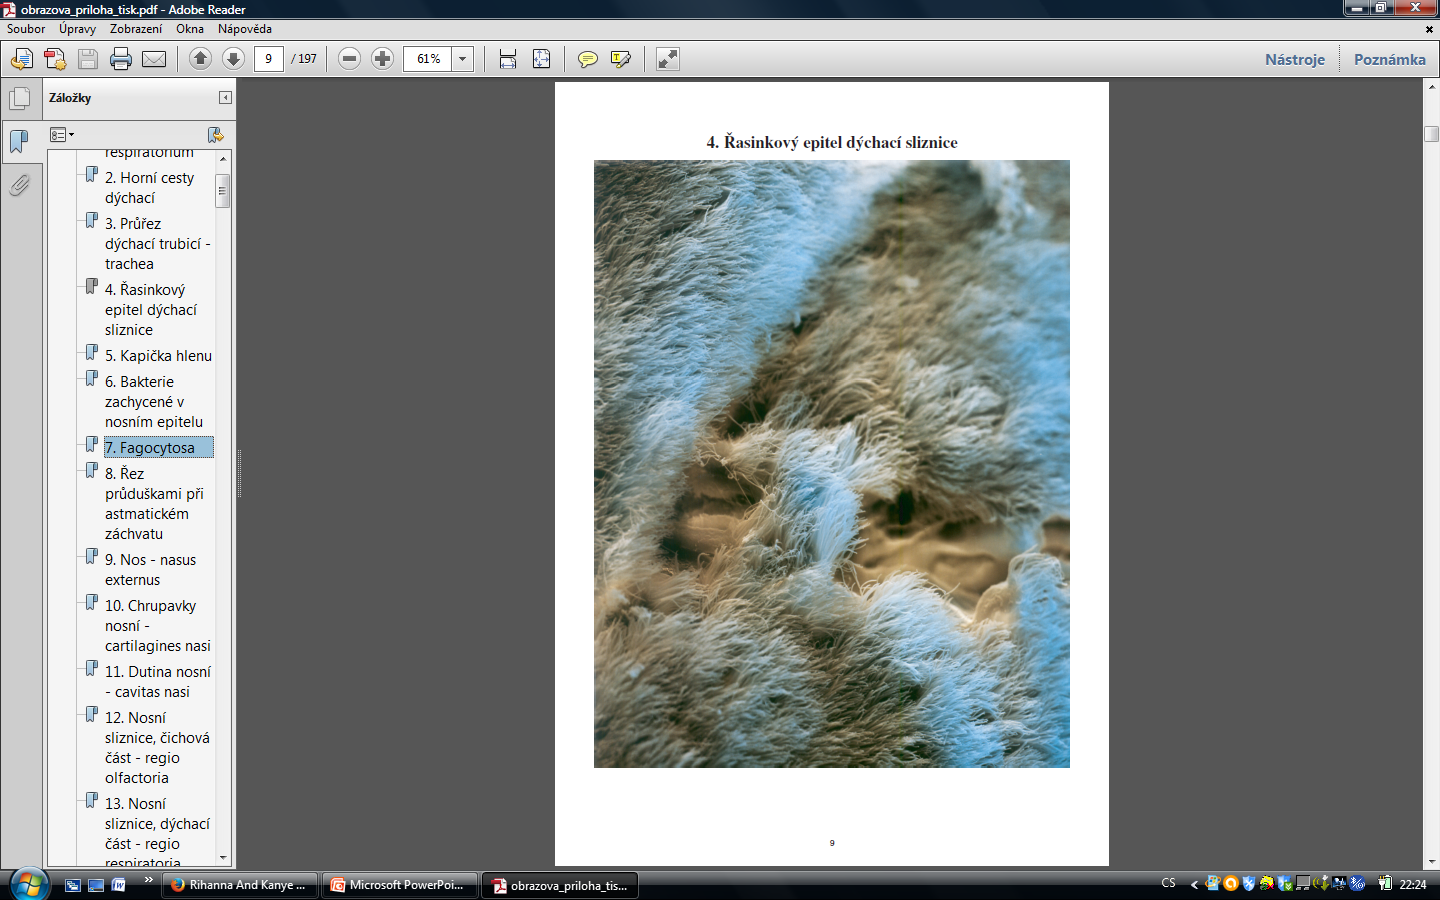 obrazova_priloha_tisk.pdf - Adobe Reader
Soubor Úpravy Zobrazení Okna Nápověda
9 / 197 61% Nástroje Poznámka
Záložky
respiratorium
2. Horní cesty
dýchací
3. Průřez
dýchací trubicí -
trachea
4. Řasinkový
epitel dýchací
sliznice
5. Kapička hlenu
6. Bakterie
zachycené v
nosním epitelu
7. Fagocytosa
8. Řez
průduškami při
astmatickém
záchvatu
9. Nos - nasus
externus
10. Chrupavky
nosní -
cartilagines nasi
11. Dutina nosní
- cavitas nasi
12. Nosní
sliznice, čichová
část - regio
olfactoria
13. Nosní
sliznice, dýchací
část - regio
respiratoria
4. Řasinkový epitel dýchací sliznice
9
Rihanna And Kanye ... Microsoft PowerPoi... obrazova_priloha_tis... CS 22:24